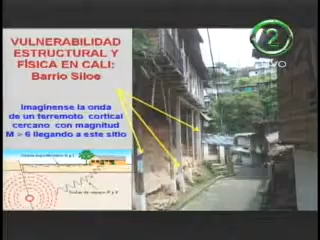 VULNERABILIDAD
ESTRUCTURAL Y
FÍSICA EN CALI:
Barrio Siloe
Imagínense la onda
de un terremoto cortical
cercano con magnitud
M > 6 llegando a este sitio
2